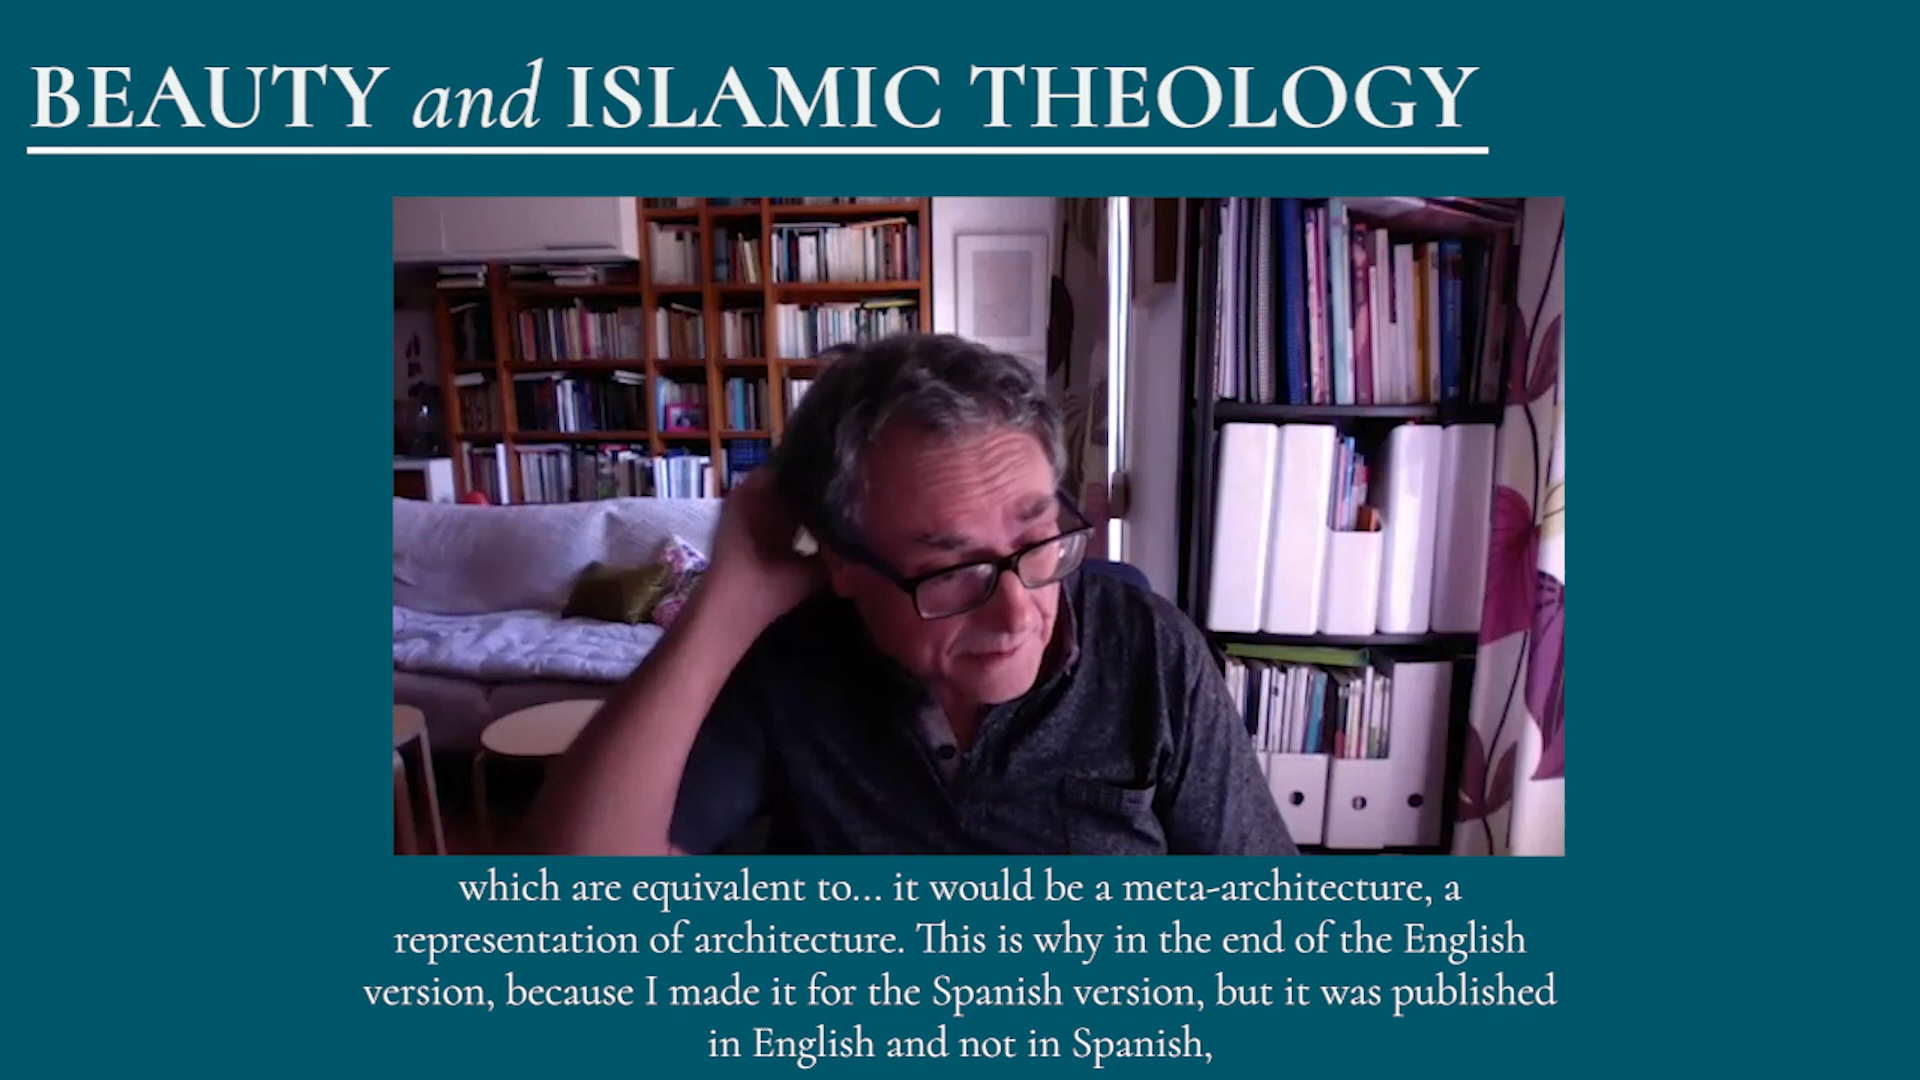 BEAUTY and ISLAMIC THEOLOGY
which are equivalent to... it would be a meta-architecture, a
representation of architecture. This is why in the end of the English
version, because I made it for the Spanish version, but it was published
in English and not in Spanish,